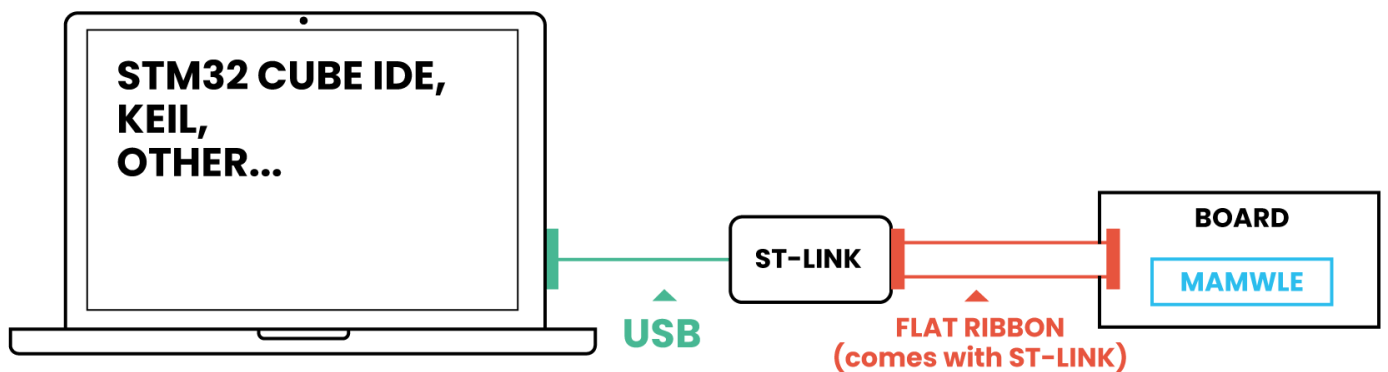 STM32 CUBE IDE,
KEIL,
OTHER...
USB
ST-LINK
FLAT RIBBON
(comes with ST-LINK)
BOARD
MAMWLE